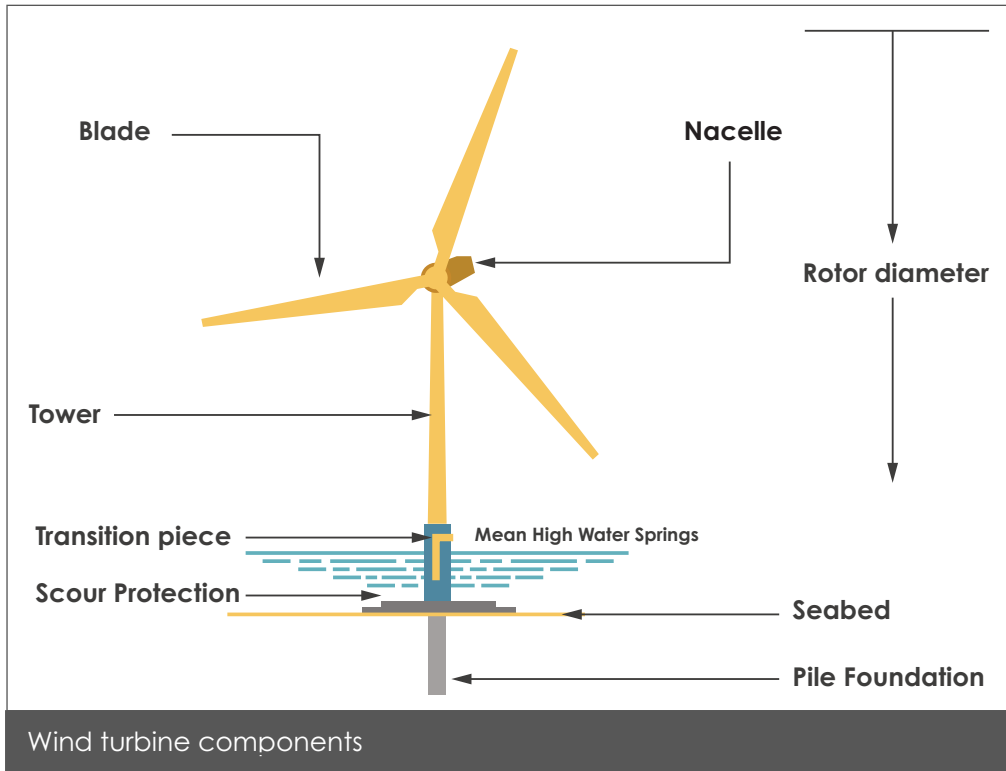 Blade
Nacelle
Rotor diameter
Tower
Transition piece
Mean High Water Springs
Scour Protection
Seabed
Pile Foundation
Wind turbine components